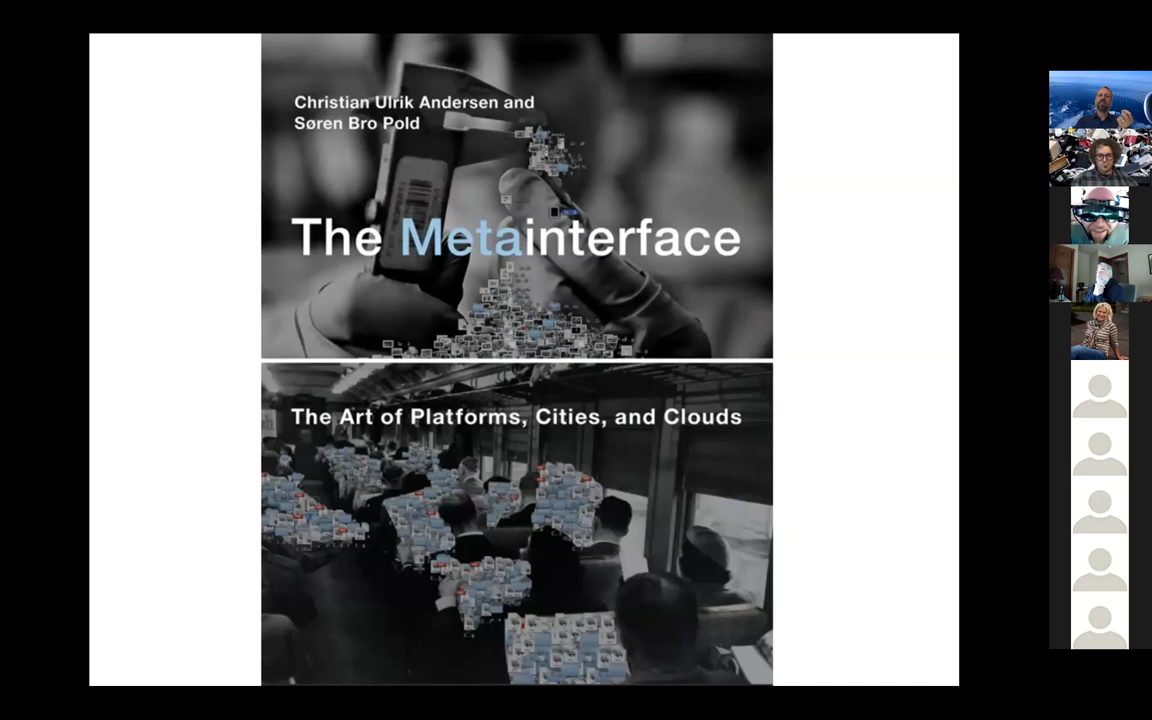 Christian Ulrik Andersen and
Søren Bro Pold
The Metainterface
The Art of Platforms, Cities, and Clouds